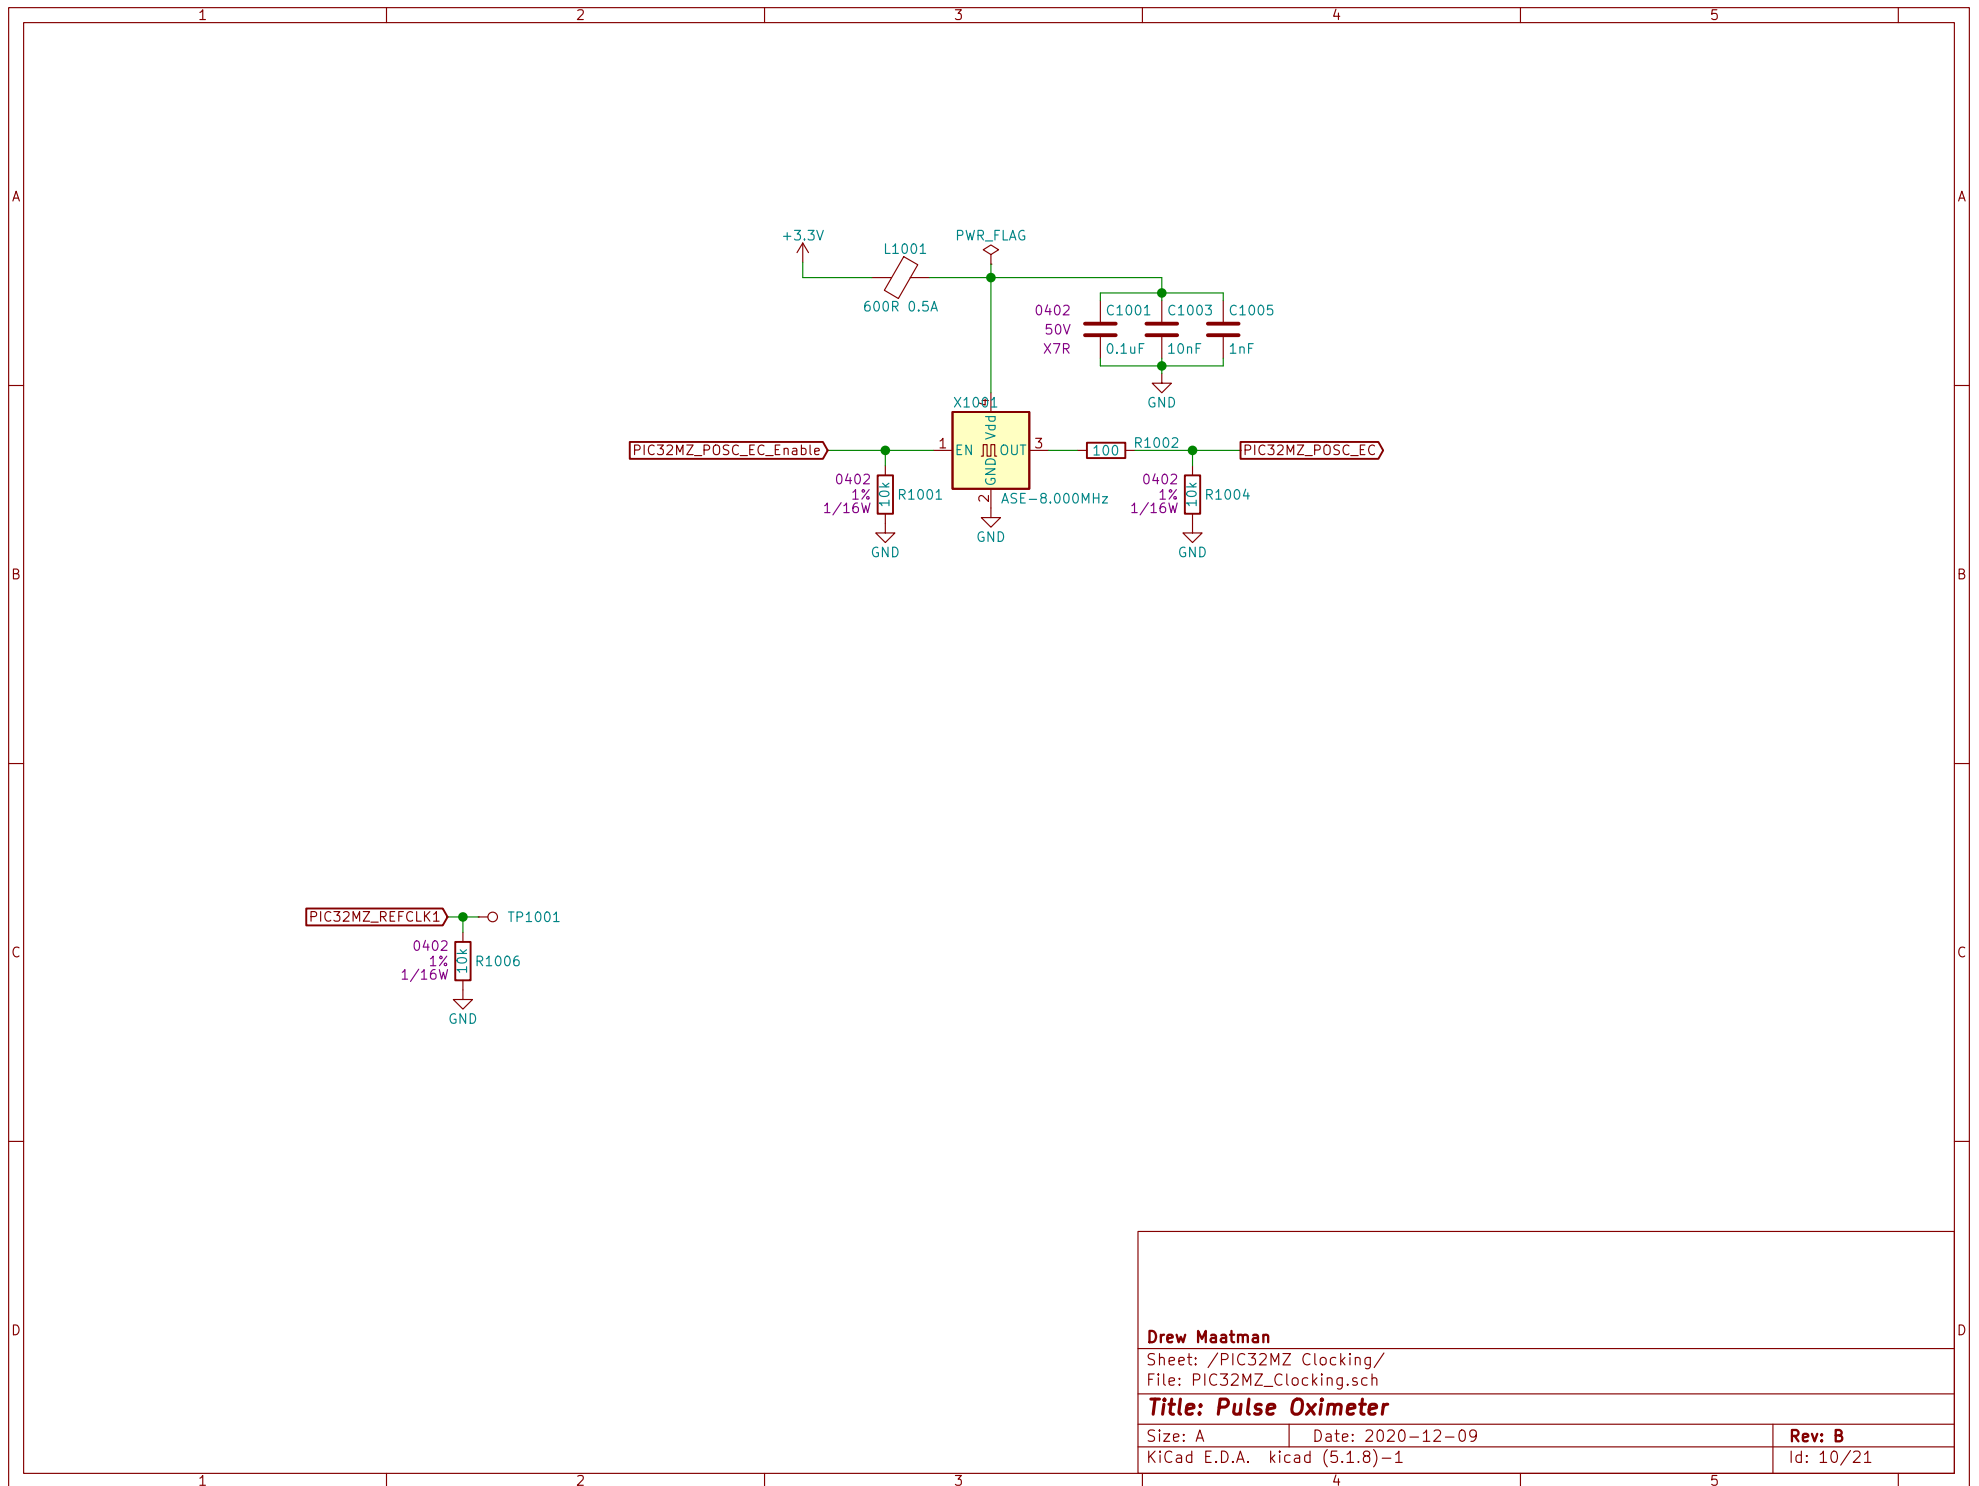 1 2 3 4 5
A A
+3.3V
PWR_FLAG
L1001
600R 0.5A
0402
50V
X7R
C1001 C1003 C1005
0.1uF 10nF 1nF
GND
X1001
4
Vdd
PIC32MZ_POSC_EC_Enable
1 EN OUT 3
GND
2
100
R1002
PIC32MZ_POSC_EC
0402
1%
1/16W
10k
R1001
GND
ASE-8.000MHz
GND
0402
1%
1/16W
10k
R1004
GND
B B
PIC32MZ_REFCLK1
TP1001
0402
1%
1/16W
10k
R1006
GND
C C
D D
Drew Maatman
Sheet: /PIC32MZ Clocking/
File: PIC32MZ_Clocking.sch
Title: Pulse Oximeter
Size: A Date: 2020-12-09 Rev: B
KiCad E.D.A. kicad (5.1.8)-1 Id: 10/21
1 2 3 4 5